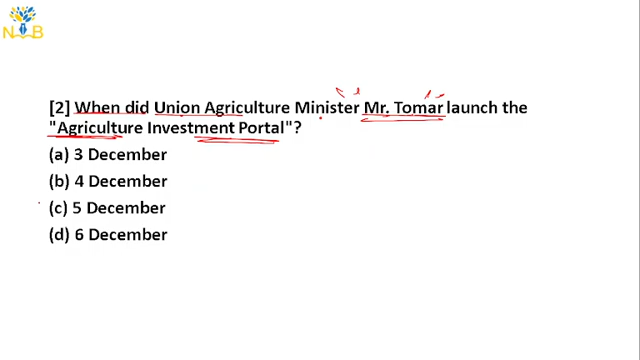 N B
[2] When did Union Agriculture Minister Mr. Tomar launch the
"Agriculture Investment Portal"?
(a) 3 December
(b) 4 December
(c) 5 December
(d) 6 December